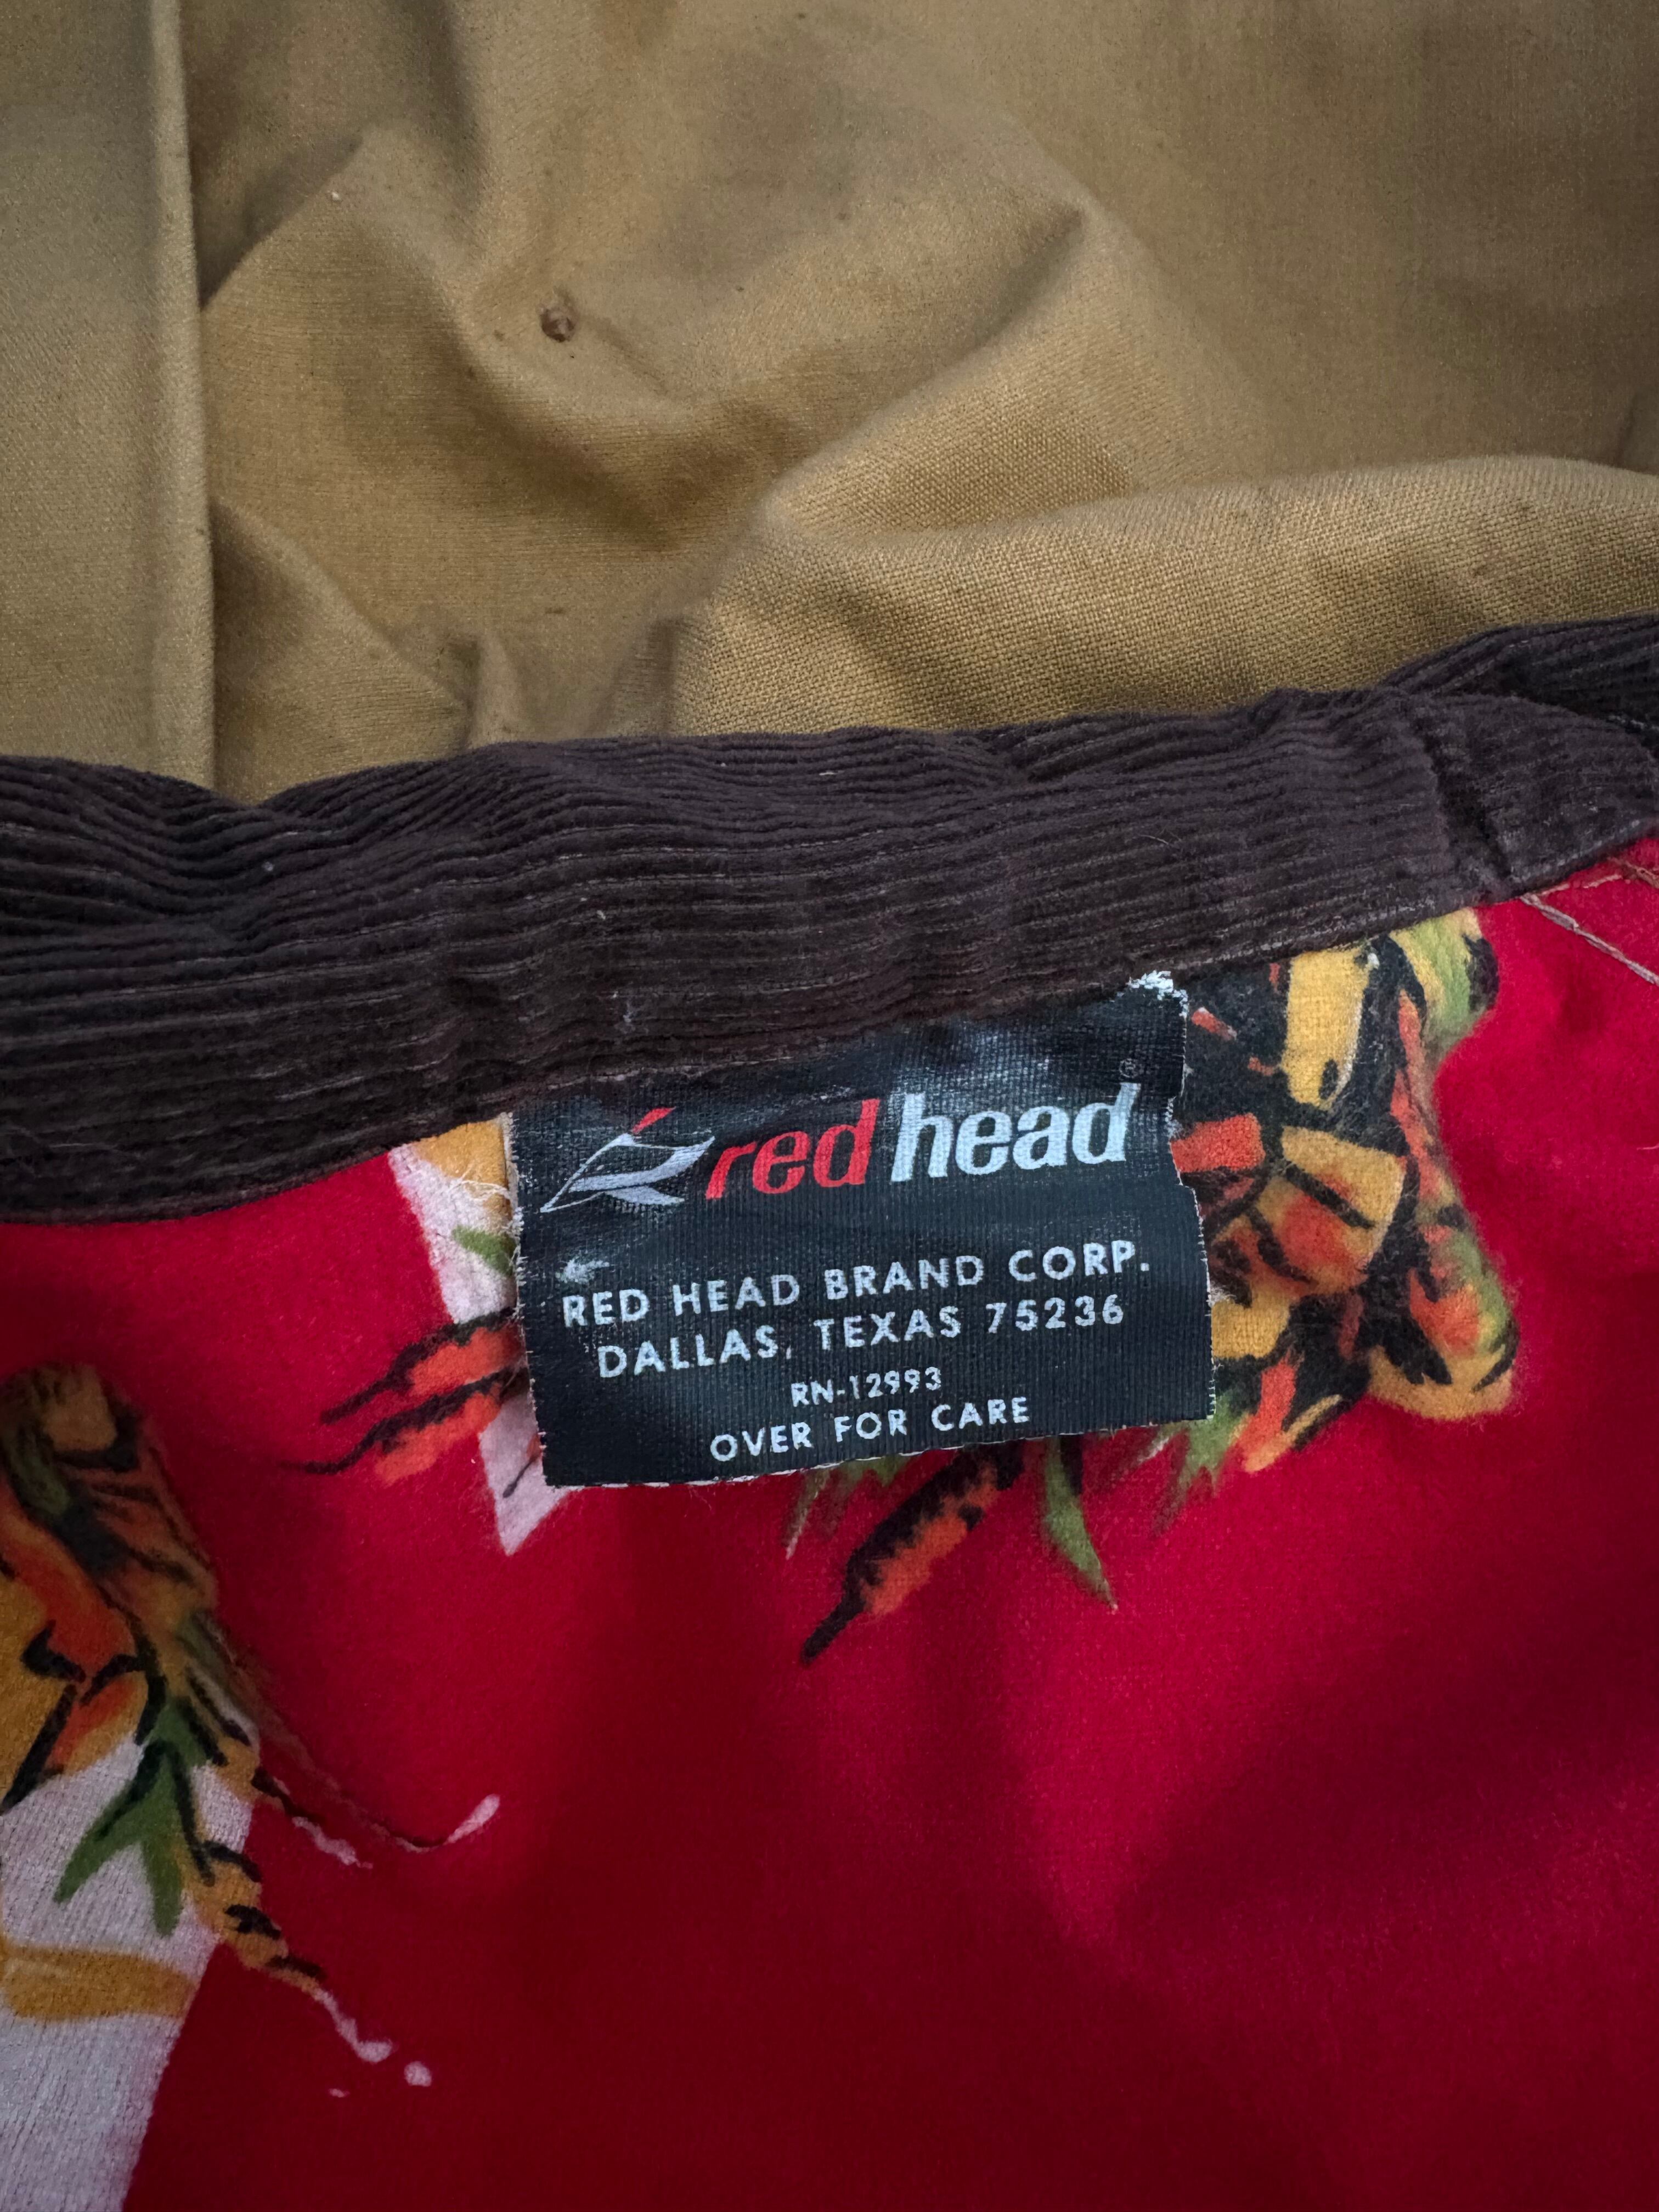 red head ®
RED HEAD BRAND CORP.
DALLAS, TEXAS 75236
RN-12993
OVER FOR CARE